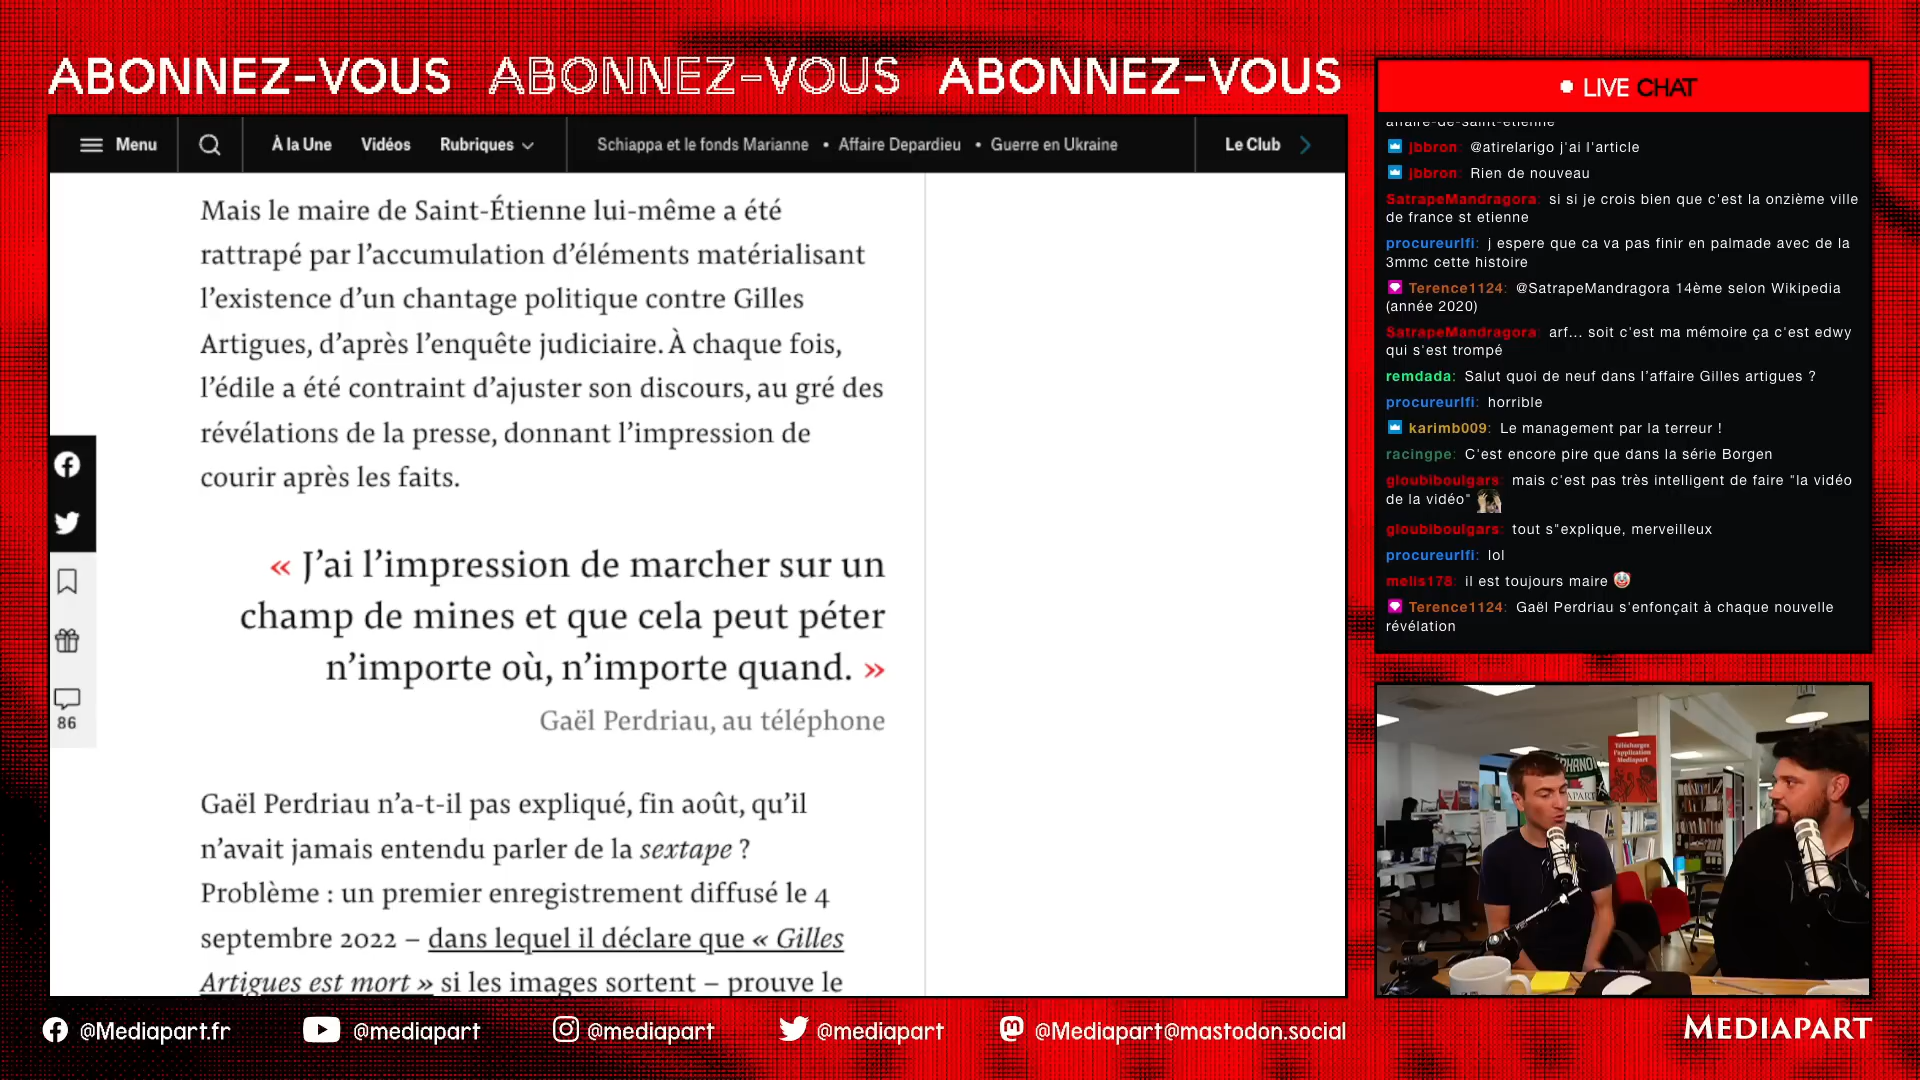 ABONNEZ-VOUS ABONNEZ-VOUS ABONNEZ-VOUS
Menu À la Une Vidéos Rubriques Schiappa et le fonds Marianne • Affaire Depardieu • Guerre en Ukraine Le Club
Mais le maire de Saint-Étienne lui-même a été
rattrapé par l’accumulation d’éléments matérialisant
l’existence d’un chantage politique contre Gilles
Artigues, d’après l’enquête judiciaire. À chaque fois,
l’édile a été contraint d’ajuster son discours, au gré des
révélations de la presse, donnant l’impression de
courir après les faits.
« J’ai l’impression de marcher sur un
champ de mines et que cela peut péter
n’importe où, n’importe quand. »
Gaël Perdriau, au téléphone
86
Gaël Perdriau n’a-t-il pas expliqué, fin août, qu’il
n’avait jamais entendu parler de la sextape ?
Problème : un premier enregistrement diffusé le 4
septembre 2022 – dans lequel il déclare que « Gilles
Artigues est mort » si les images sortent – prouve le
LIVE CHAT
affaire-de-saint-etienne
jbbron: @atirelarigo j'ai l'article
jbbron: Rien de nouveau
SatrapeMandragora: si si je crois bien que c'est la onzième ville
de france st etienne
procureurlfi: j espere que ca va pas finir en palmade avec de la
3mmc cette histoire
Terence1124: @SatrapeMandragora 14ème selon Wikipedia
(année 2020)
SatrapeMandragora: arf... soit c'est ma mémoire ça c'est edwy
qui s'est trompé
remdada: Salut quoi de neuf dans l'affaire Gilles artigues ?
procureurlfi: horrible
karimb009: Le management par la terreur !
racingpe: C'est encore pire que dans la série Borgen
gloubiboulgars: mais c'est pas très intelligent de faire "la vidéo
de la vidéo"
gloubiboulgars: tout s"explique, merveilleux
procureurlfi: lol
melis178: il est toujours maire
Terence1124: Gaël Perdriau s'enfonçait à chaque nouvelle
révélation
Téléchargez
l'application
Mediapart
@Mediapart.fr @mediapart @mediapart @mediapart @Mediapart@mastodon.social
MEDIAPART